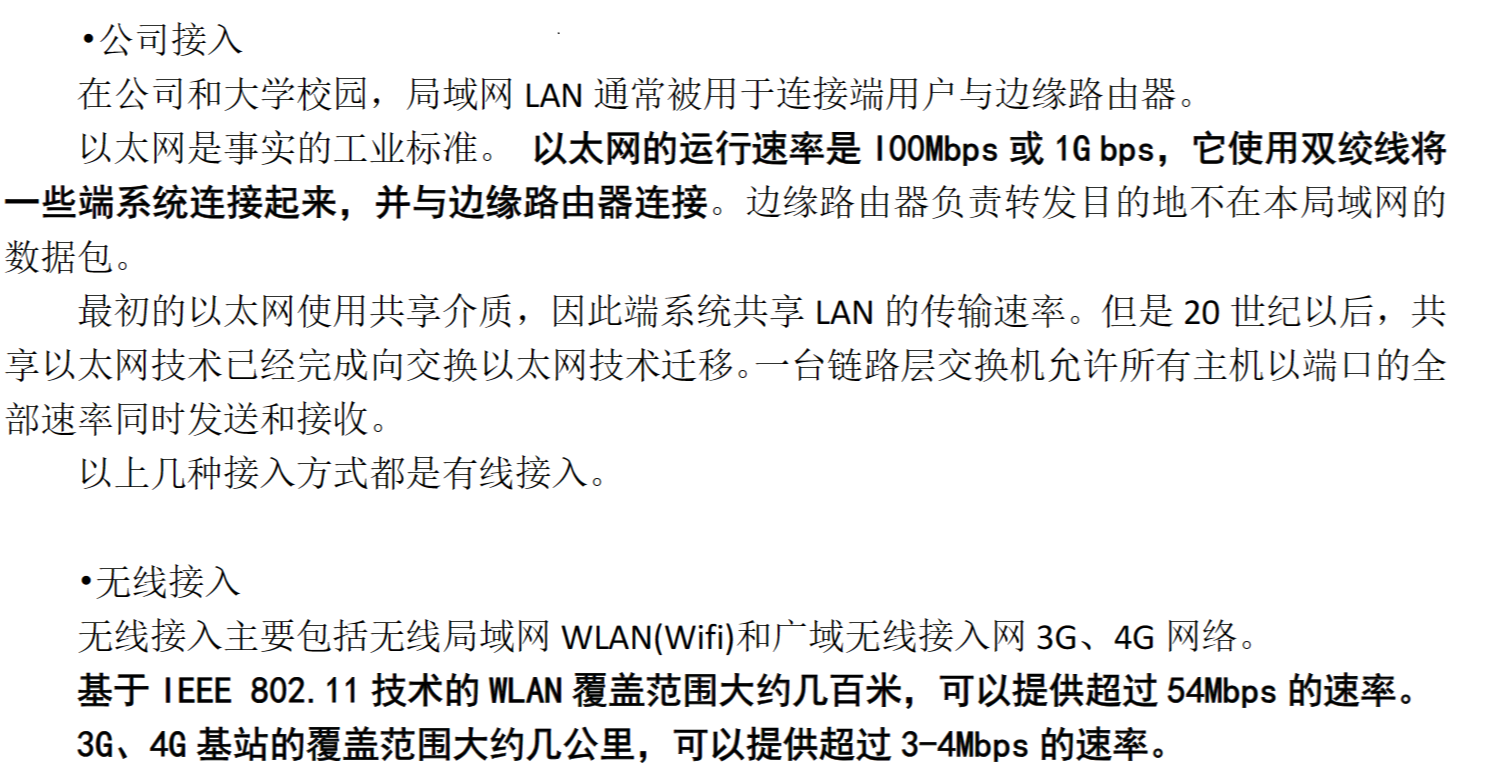 •公司接入
在公司和大学校园，局域网 LAN 通常被用于连接端用户与边缘路由器。
以太网是事实的工业标准。 以太网的运行速率是 100Mbps 或 1G bps，它使用双绞线将
一些端系统连接起来，并与边缘路由器连接。边缘路由器负责转发目的地不在本局域网的
数据包。
最初的以太网使用共享介质，因此端系统共享 LAN 的传输速率。但是 20 世纪以后，共
享以太网技术已经完成向交换以太网技术迁移。一台链路层交换机允许所有主机以端口的全
部速率同时发送和接收。
以上几种接入方式都是有线接入。
•无线接入
无线接入主要包括无线局域网 WLAN(Wifi)和广域无线接入网 3G、4G 网络。
基于 IEEE 802.11 技术的 WLAN 覆盖范围大约几百米，可以提供超过 54Mbps 的速率。
3G、4G 基站的覆盖范围大约几公里，可以提供超过 3-4Mbps 的速率。